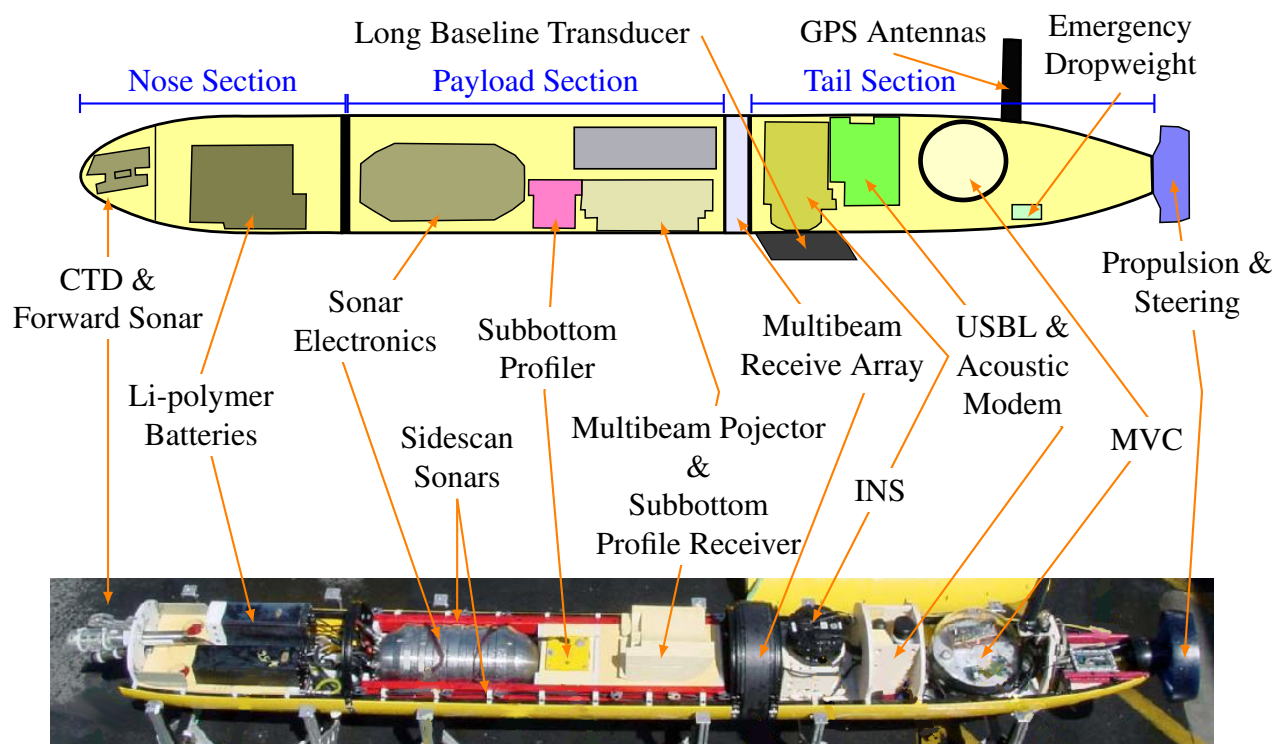 Long Baseline Transducer
GPS Antennas
Emergency
Dropweight
Nose Section
Payload Section
Tail Section
CTD &
Forward Sonar
Sonar
Electronics
Subbottom
Profiler
Multibeam
Receive Array
USBL &
Acoustic
Modem
Propulsion &
Steering
Li-polymer
Batteries
Sidescan
Sonars
Multibeam Pojector
&
Subbottom
Profile Receiver
INS
MVC